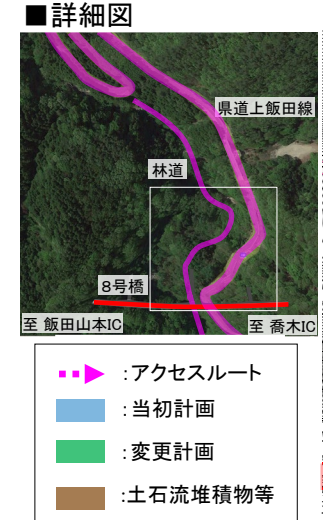 ■詳細図
県道上飯田線
林道
8号橋
至 飯田山本IC
至 喬木IC
:アクセスルート
:当初計画
:変更計画
:土石流堆積物等